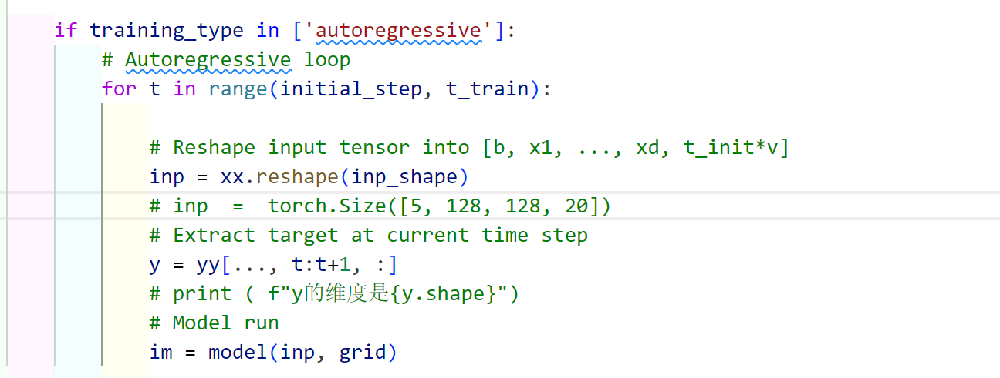 if training_type in ['autoregressive']:
# Autoregressive loop
for t in range(initial_step, t_train):
# Reshape input tensor into [b, x1, ..., xd, t_init*v]
inp = xx.reshape(inp_shape)
# inp  =  torch.Size([5, 128, 128, 20])
# Extract target at current time step
y = yy[..., t:t+1, :]
# print ( f"y的维度是{y.shape}")
# Model run
im = model(inp, grid)